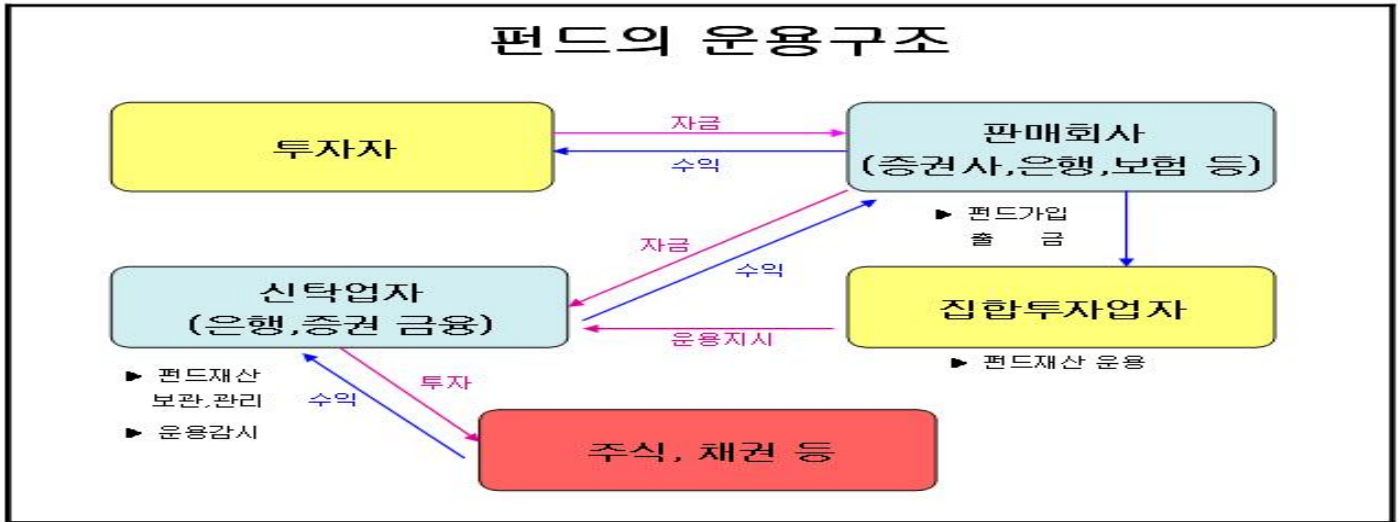 펀드의 운용구조
투자자
자금
수익
판매회사
(증권사,은행,보험 등)
▶ 펀드가입
출 금
자금
수익
신탁업자
(은행,증권 금융)
운용지시
집합투자업자
▶ 펀드재산 운용
▶ 펀드재산
보관,관리
▶ 운용감시
투자
수익
주식, 채권 등